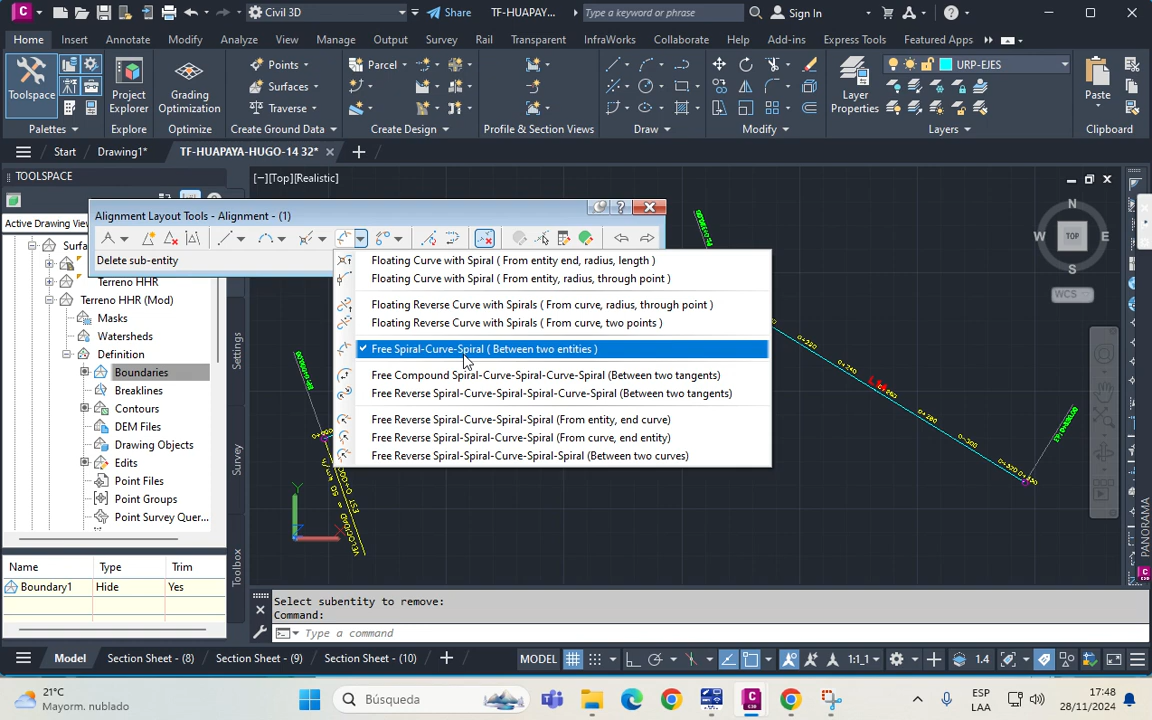 Civil 3D
Share
TF-HUAPAY...
Type a keyword or phrase
Sign In
Home
Insert
Annotate
Modify
Analyze
View
Manage
Output
Survey
Rail
Transparent
InfraWorks
Collaborate
Help
Add-ins
Express Tools
Featured Apps
Toolspace
Project
Explorer
Grading
Optimization
Points
Surfaces
Traverse
Parcel
Layer
Properties
URP-EJES
Paste
Palettes
Explore
Optimize
Create Ground Data
Create Design
Profile & Section Views
Draw
Modify
Layers
Clipboard
Start
Drawing1*
TF-HUAPAYA-HUGO-14 32*
TOOLSPACE
[−][Top][Realistic]
Active Drawing View
Alignment Layout Tools - Alignment - (1)
Delete sub-entity
Floating Curve with Spiral ( From entity end, radius, length )
Floating Curve with Spiral ( From entity, radius, through point )
Floating Reverse Curve with Spirals ( From curve, radius, through point )
Floating Reverse Curve with Spirals ( From curve, two points )
Free Spiral-Curve-Spiral ( Between two entities )
Free Compound Spiral-Curve-Spiral-Curve-Spiral (Between two tangents)
Free Reverse Spiral-Curve-Spiral-Spiral-Curve-Spiral (Between two tangents)
Free Reverse Spiral-Spiral-Curve-Spiral (From entity, end curve)
Free Reverse Spiral-Spiral-Curve-Spiral (From curve, end entity)
Free Reverse Spiral-Spiral-Curve-Spiral-Spiral (Between two curves)
Surfa
Terreno HHR
Terreno HHR (Mod)
Masks
Watersheds
Definition
Boundaries
Breaklines
Contours
DEM Files
Drawing Objects
Edits
Point Files
Point Groups
Point Survey Quer...
Settings
Survey
Toolbox
N
W
TOP
E
S
WCS
0+280
0+300
0+320
VELOCIDAD = 50 km/h
PANORAMA
Name
Type
Trim
Boundary1
Hide
Yes
Select subentity to remove:
Command:
Type a command
Model
Section Sheet - (8)
Section Sheet - (9)
Section Sheet - (10)
MODEL
1:1
1.4
21°C
Mayorm. nublado
Búsqueda
ESP
LAA
17:48
28/11/2024